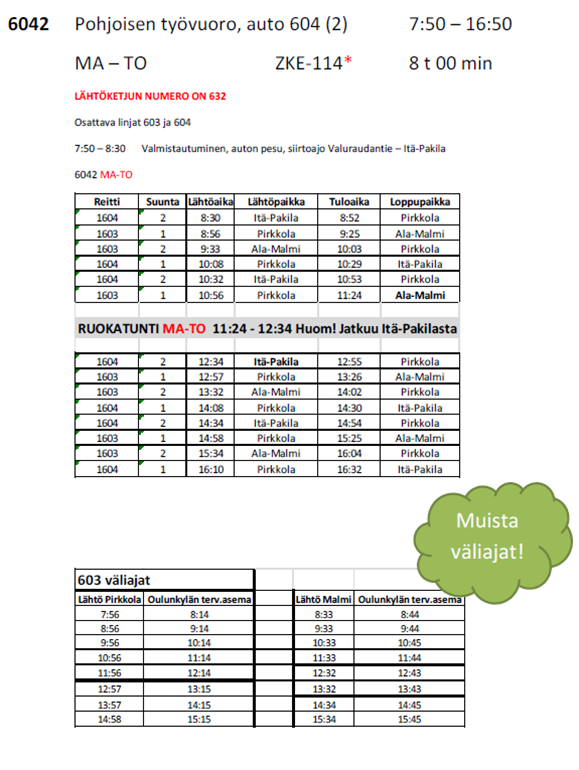 6042 Pohjoisen työvuoro, auto 604 (2) 7:50 – 16:50
MA – TO ZKE-114* 8 t 00 min
LÄHTÖKETJUN NUMERO ON 632
Osattava linjat 603 ja 604
7:50 – 8:30 Valmistautuminen, auton pesu, siirtoajo Valuraudantie – Itä-Pakila
6042 MA-TO
Reitti Suunta Lähtöaika Lähtöpaikka Tuloaika Loppupaikka
1604 2 8:30 Itä-Pakila 8:52 Pirkkola
1603 1 8:56 Pirkkola 9:25 Ala-Malmi
1603 2 9:33 Ala-Malmi 10:03 Pirkkola
1604 1 10:08 Pirkkola 10:29 Itä-Pakila
1604 2 10:32 Itä-Pakila 10:53 Pirkkola
1603 1 10:56 Pirkkola 11:24 Ala-Malmi
RUOKATUNTI MA-TO 11:24 - 12:34 Huom! Jatkuu Itä-Pakilasta
1604 2 12:34 Itä-Pakila 12:55 Pirkkola
1603 1 12:57 Pirkkola 13:26 Ala-Malmi
1603 2 13:32 Ala-Malmi 14:02 Pirkkola
1604 1 14:08 Pirkkola 14:30 Itä-Pakila
1604 2 14:34 Itä-Pakila 14:54 Pirkkola
1603 1 14:58 Pirkkola 15:25 Ala-Malmi
1603 2 15:34 Ala-Malmi 16:04 Pirkkola
1604 1 16:10 Pirkkola 16:32 Itä-Pakila
Muista
väliajat!
603 väliajat
Lähtö Pirkkola Oulunkylän terv.asema Lähtö Malmi Oulunkylän terv.asema
7:56 8:14 8:33 8:44
8:56 9:14 9:33 9:44
9:56 10:14 10:33 10:45
10:56 11:14 11:33 11:44
11:56 12:14 12:32 12:43
12:57 13:15 13:32 13:43
13:57 14:15 14:34 14:45
14:58 15:15 15:34 15:45